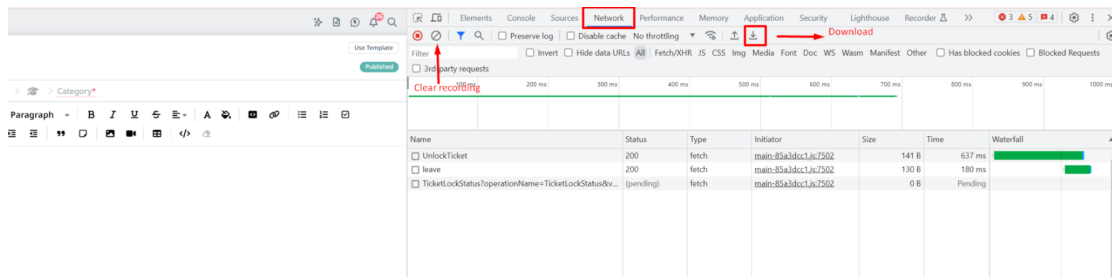 28
Elements Console Sources Network Performance Memory Application Security Lighthouse Recorder 3 5 4
Preserve log Disable cache No throttling Download
Use Template
Filter Invert Hide data URLs All Fetch/XHR JS CSS Img Media Font Doc WS Wasm Manifest Other Has blocked cookies Blocked Requests
Published
3rd-party requests
Clear recording
100 ms 200 ms 300 ms 400 ms 500 ms 600 ms 700 ms 800 ms 900 ms 1000 ms
> > Category*
Paragraph B I U S A
Name Status Type Initiator Size Time Waterfall
UnlockTicket 200 fetch main-85a3dcc1.js:7502 141 B 637 ms
leave 200 fetch main-85a3dcc1.js:7502 130 B 180 ms
TicketLockStatus?operationName=TicketLockStatus&v... (pending) fetch main-85a3dcc1.js:7502 0 B Pending